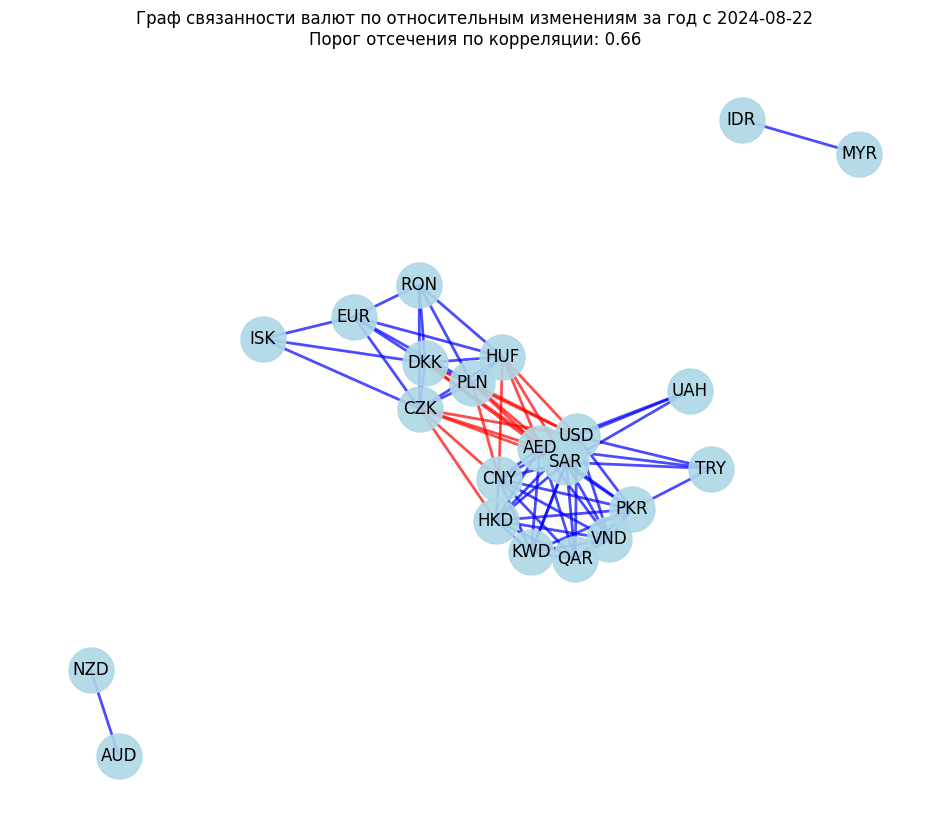 Граф связанности валют по относительным изменениям за год с 2024-08-22
Порог отсечения по корреляции: 0.66
IDR
MYR
RON
EUR
ISK
HUF
DKK
PLN
UAH
CZK
USD
AED
SAR
TRY
CNY
PKR
HKD
VND
KWD
QAR
NZD
AUD